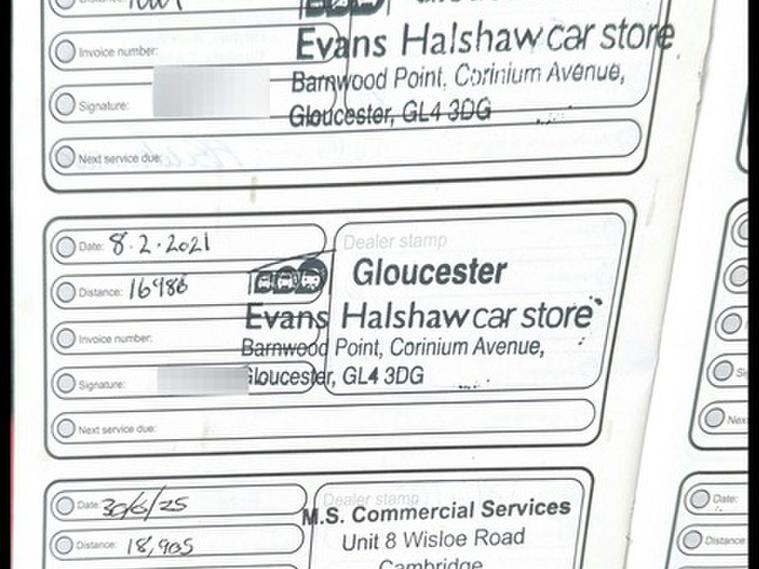 Invoice number:
Evans Halshaw car store
Barnwood Point, Corinium Avenue,
Signature:
Gloucester, GL4 3DG
Next service due:
Date: 8.2.2021
Dealer stamp
Distance: 16986
Gloucester
Evans Halshaw car store
Invoice number:
Barnwood Point, Corinium Avenue,
Signature:
Gloucester, GL4 3DG
Next service due:
Date: 30/6/25
Dealer stamp
M.S. Commercial Services
Distance: 18,905
Unit 8 Wisloe Road
Cambridge
Date:
Distance: